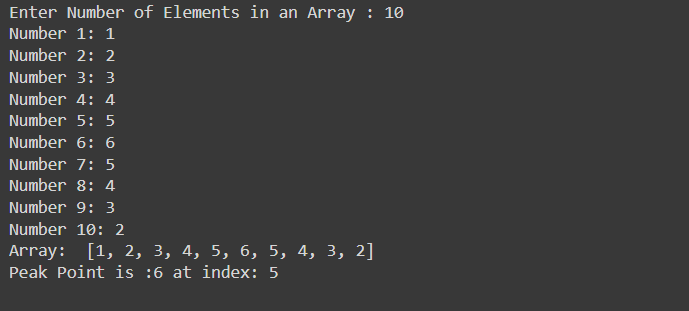 Enter Number of Elements in an Array : 10
Number 1: 1
Number 2: 2
Number 3: 3
Number 4: 4
Number 5: 5
Number 6: 6
Number 7: 5
Number 8: 4
Number 9: 3
Number 10: 2
Array:  [1, 2, 3, 4, 5, 6, 5, 4, 3, 2]
Peak Point is :6 at index: 5